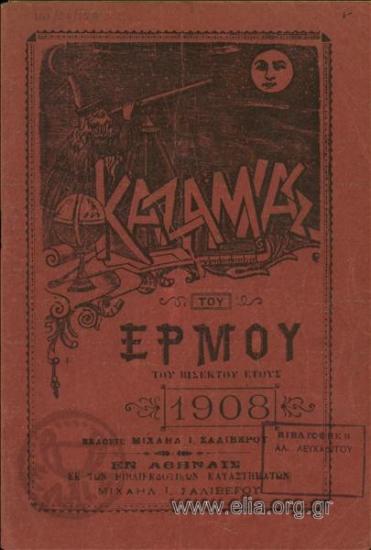 ΚΑΖΑΜΙΑΣ
ΤΟΥ
ΕΡΜΟΥ
ΤΟΥ ΒΙΣΕΚΤΟΥ ΕΤΟΥΣ
1908
ΕΚΔΟΣΙΣ ΜΙΧΑΗΛ Ι. ΣΑΛΙΒΕΡΟΥ
ΒΙΒΛΙΟΘΗΚΗ
ΑΛ. ΛΕΥΚΑΔΙΤΟΥ
ΕΝ ΑΘΗΝΑΙΣ
ΕΚ ΤΩΝ ΒΙΒΛΙΕΚΔΟΤΙΚΩΝ ΚΑΤΑΣΤΗΜΑΤΩΝ
ΜΙΧΑΗΛ Ι. ΣΑΛΙΒΕΡΟΥ
www.elia.org.gr